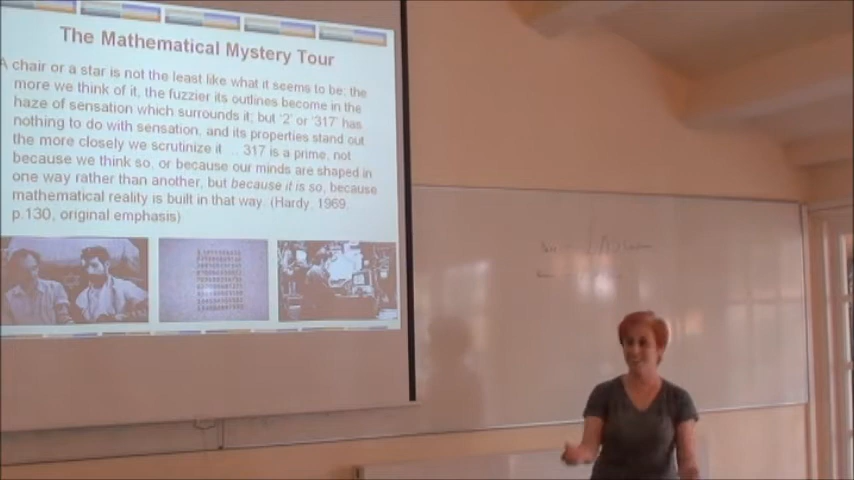 The Mathematical Mystery Tour
A chair or a star is not the least like what it seems to be; the
more we think of it, the fuzzier its outlines become in the
haze of sensation which surrounds it; but '2' or '317' has
nothing to do with sensation, and its properties stand out
the more closely we scrutinize it ... 317 is a prime, not
because we think so, or because our minds are shaped in
one way rather than another, but because it is so, because
mathematical reality is built in that way. (Hardy, 1969,
p.130, original emphasis)